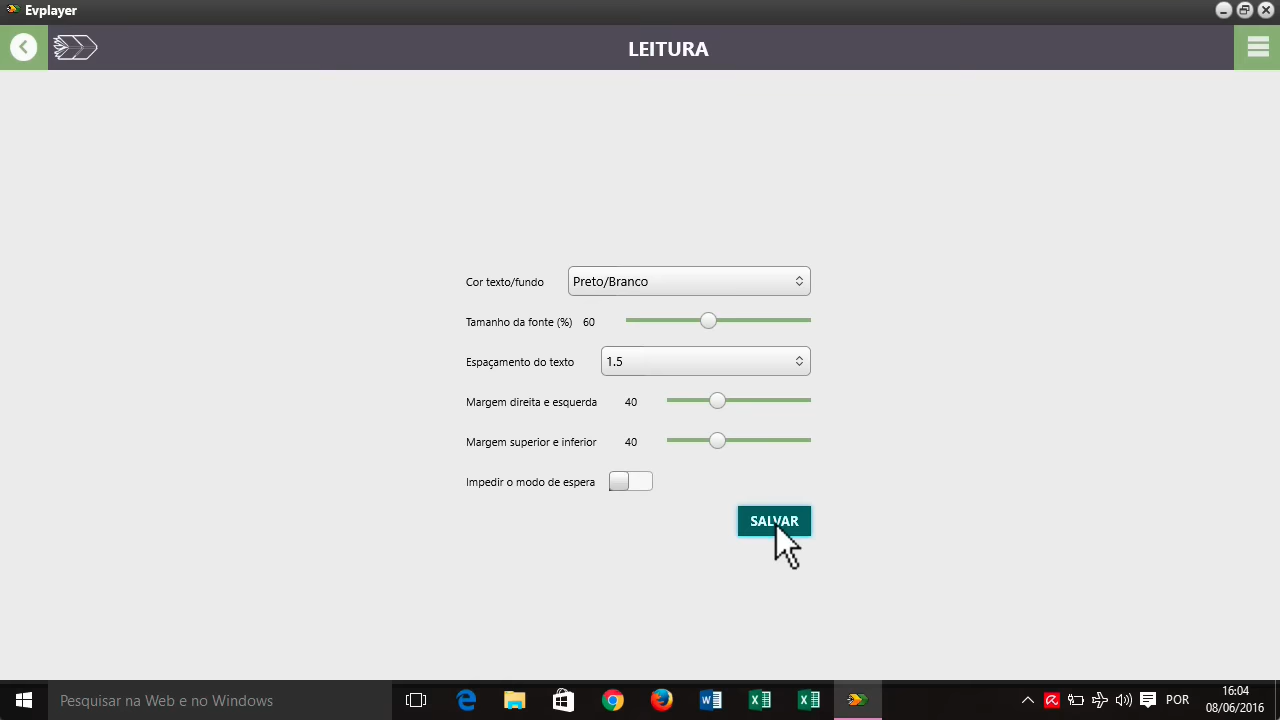 Evplayer
LEITURA
Cor texto/fundo Preto/Branco
Tamanho da fonte (%) 60
Espaçamento do texto 1.5
Margem direita e esquerda 40
Margem superior e inferior 40
Impedir o modo de espera
SALVAR
Pesquisar na Web e no Windows
POR
16:04
08/06/2016